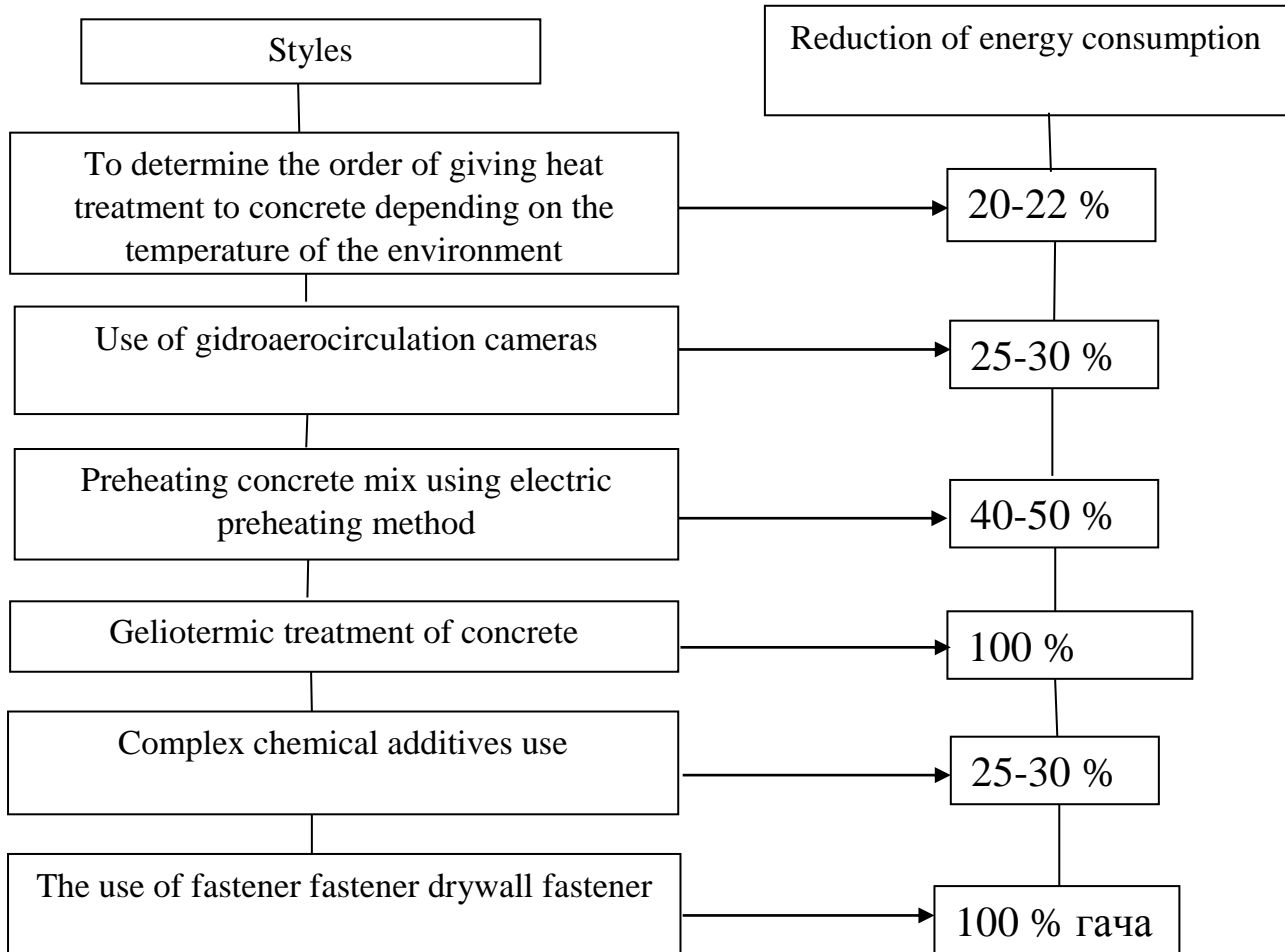 Styles
Reduction of energy consumption
To determine the order of giving heat
treatment to concrete depending on the
temperature of the environment
20-22 %
Use of gidroaerocirculation cameras
25-30 %
Preheating concrete mix using electric
preheating method
40-50 %
Geliotermic treatment of concrete
100 %
Complex chemical additives use
25-30 %
The use of fastener fastener drywall fastener
100 % гача